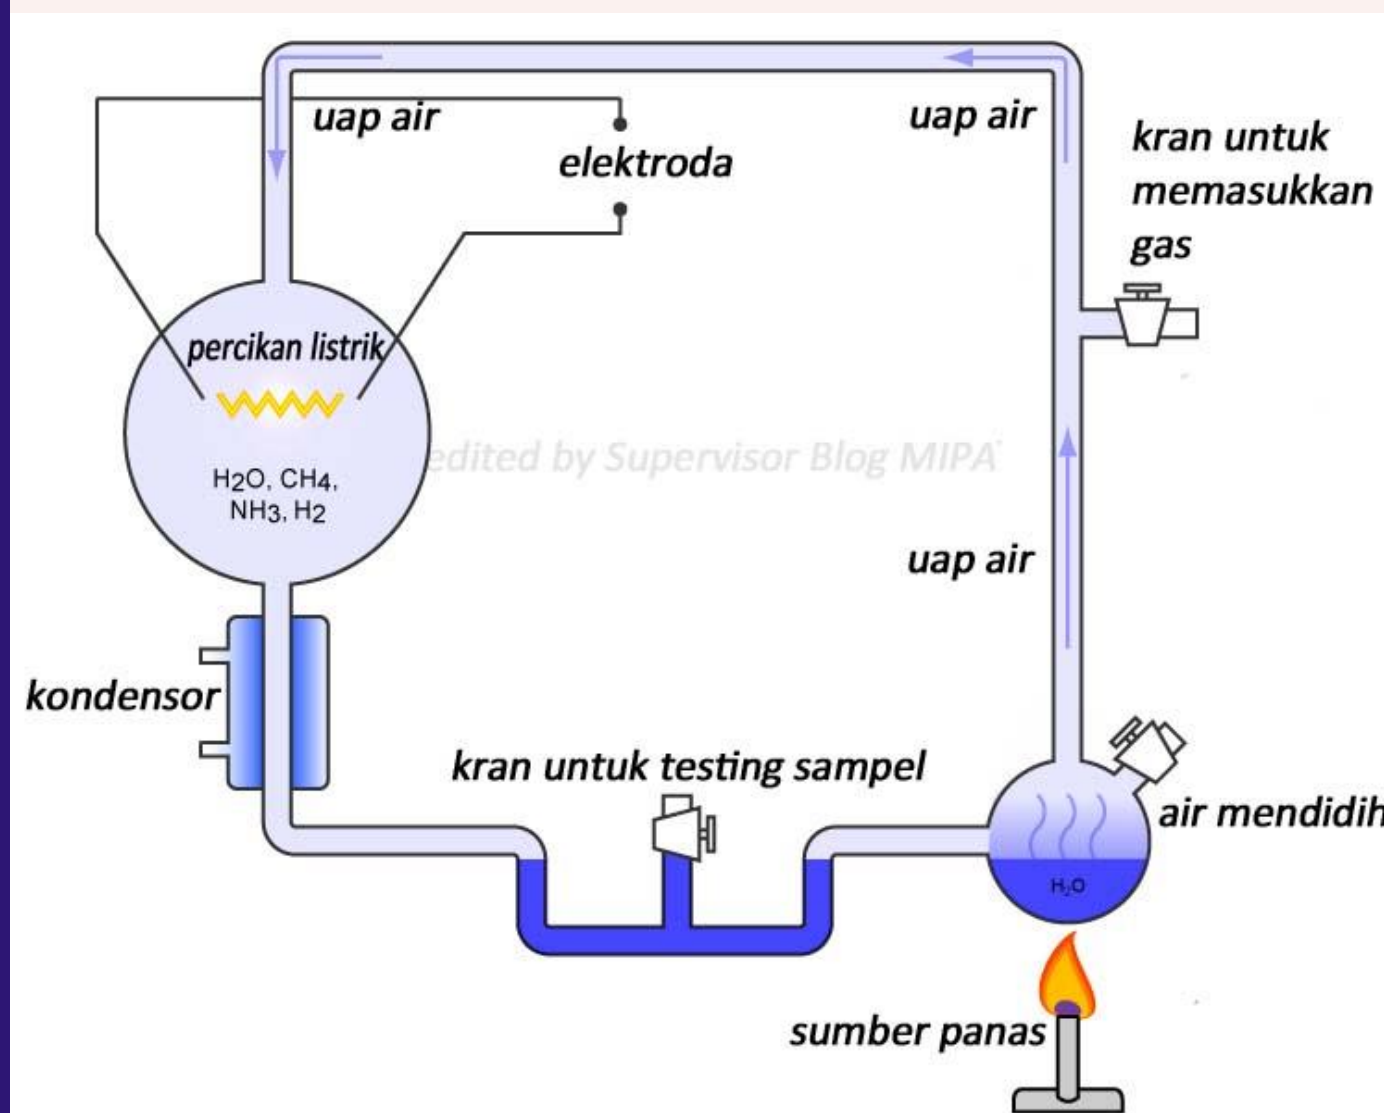 uap air
uap air
elektroda
kran untuk
memasukkan
gas
percikan listrik
H2O, CH4,
NH3, H2
edited by Supervisor Blog MIPA
uap air
kondensor
kran untuk testing sampel
air mendidih
H2O
sumber panas